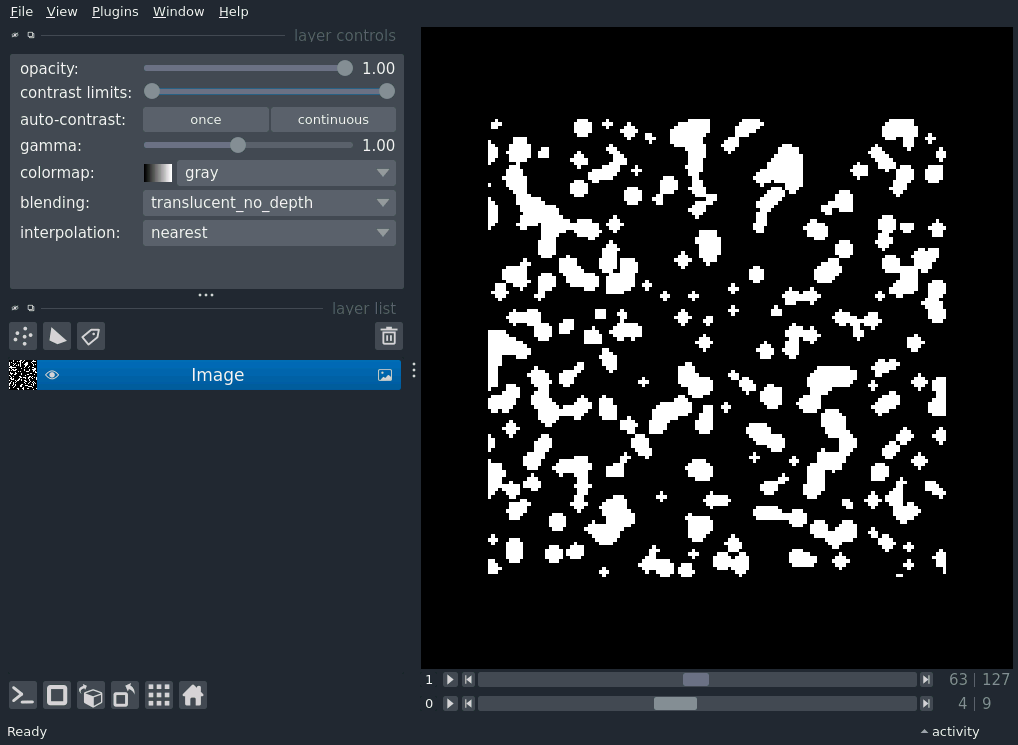 File View Plugins Window Help
layer controls
opacity: 1.00
contrast limits:
auto-contrast: once continuous
gamma: 1.00
colormap: gray
blending: translucent_no_depth
interpolation: nearest
layer list
Image
1 63 | 127
0 4 | 9
Ready activity